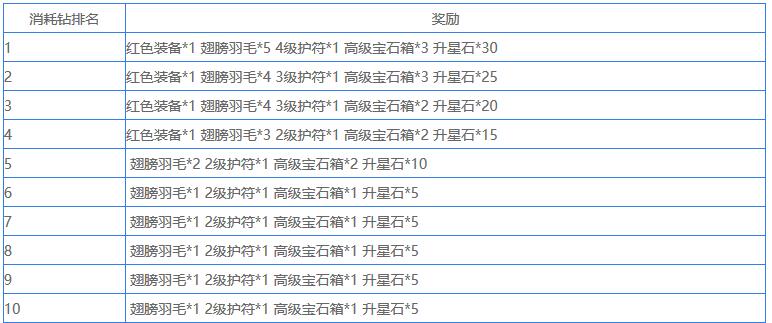 消耗钻排名 奖励
1 红色装备*1 翅膀羽毛*5 4级护符*1 高级宝石箱*3 升星石*30
2 红色装备*1 翅膀羽毛*4 3级护符*1 高级宝石箱*3 升星石*25
3 红色装备*1 翅膀羽毛*4 3级护符*1 高级宝石箱*2 升星石*20
4 红色装备*1 翅膀羽毛*3 2级护符*1 高级宝石箱*2 升星石*15
5 翅膀羽毛*2 2级护符*1 高级宝石箱*2 升星石*10
6 翅膀羽毛*1 2级护符*1 高级宝石箱*1 升星石*5
7 翅膀羽毛*1 2级护符*1 高级宝石箱*1 升星石*5
8 翅膀羽毛*1 2级护符*1 高级宝石箱*1 升星石*5
9 翅膀羽毛*1 2级护符*1 高级宝石箱*1 升星石*5
10 翅膀羽毛*1 2级护符*1 高级宝石箱*1 升星石*5